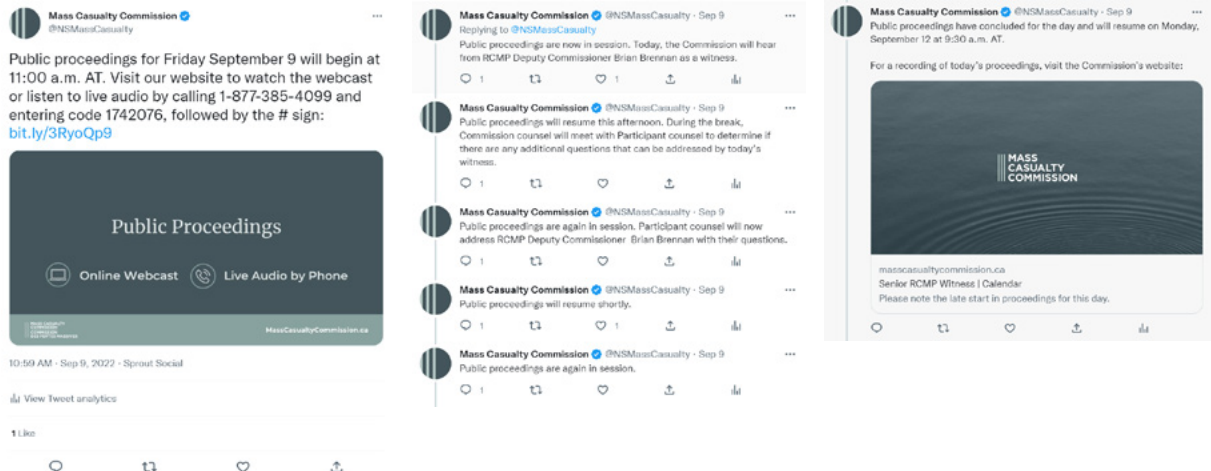 Mass Casualty Commission
@NSMassCasualty
Public proceedings for Friday September 9 will begin at
11:00 a.m. AT. Visit our website to watch the webcast
or listen to live audio by calling 1-877-385-4099 and
entering code 1742076, followed by the # sign:
bit.ly/3RyoQp9
Public Proceedings
Online Webcast
Live Audio by Phone
MassCasualtyCommission.ca
10:59 AM · Sep 9, 2022 · Sprout Social
View Tweet analytics
1 Like
Mass Casualty Commission @NSMassCasualty · Sep 9
Replying to @NSMassCasualty
Public proceedings are now in session. Today, the Commission will hear
from RCMP Deputy Commissioner Brian Brennan as a witness.
1 1
Mass Casualty Commission @NSMassCasualty · Sep 9
Public proceedings will resume this afternoon. During the break,
Commission counsel will meet with Participant counsel to determine if
there are any additional questions that can be addressed by today's
witness.
1
Mass Casualty Commission @NSMassCasualty · Sep 9
Public proceedings are again in session. Participant counsel will now
address RCMP Deputy Commissioner Brian Brennan with their questions.
1
Mass Casualty Commission @NSMassCasualty · Sep 9
Public proceedings will resume shortly.
1 1
Mass Casualty Commission @NSMassCasualty · Sep 9
Public proceedings are again in session.
1
Mass Casualty Commission @NSMassCasualty · Sep 9
Public proceedings have concluded for the day and will resume on Monday,
September 12 at 9:30 a.m. AT.
For a recording of today's proceedings, visit the Commission's website:
MASS
CASUALTY
COMMISSION
masscasualtycommission.ca
Senior RCMP Witness | Calendar
Please note the late start in proceedings for this day.